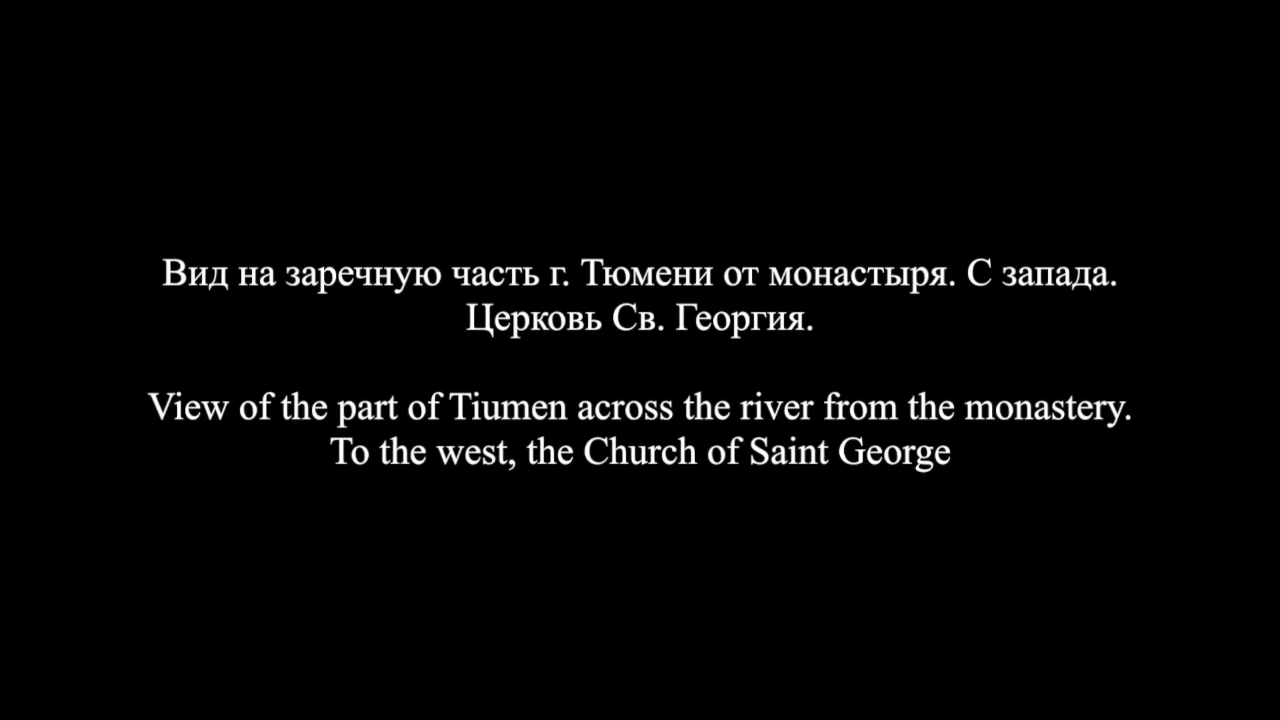 Вид на заречную часть г. Тюмени от монастыря. С запада.
Церковь Св. Георгия.
View of the part of Tiumen across the river from the monastery.
To the west, the Church of Saint George